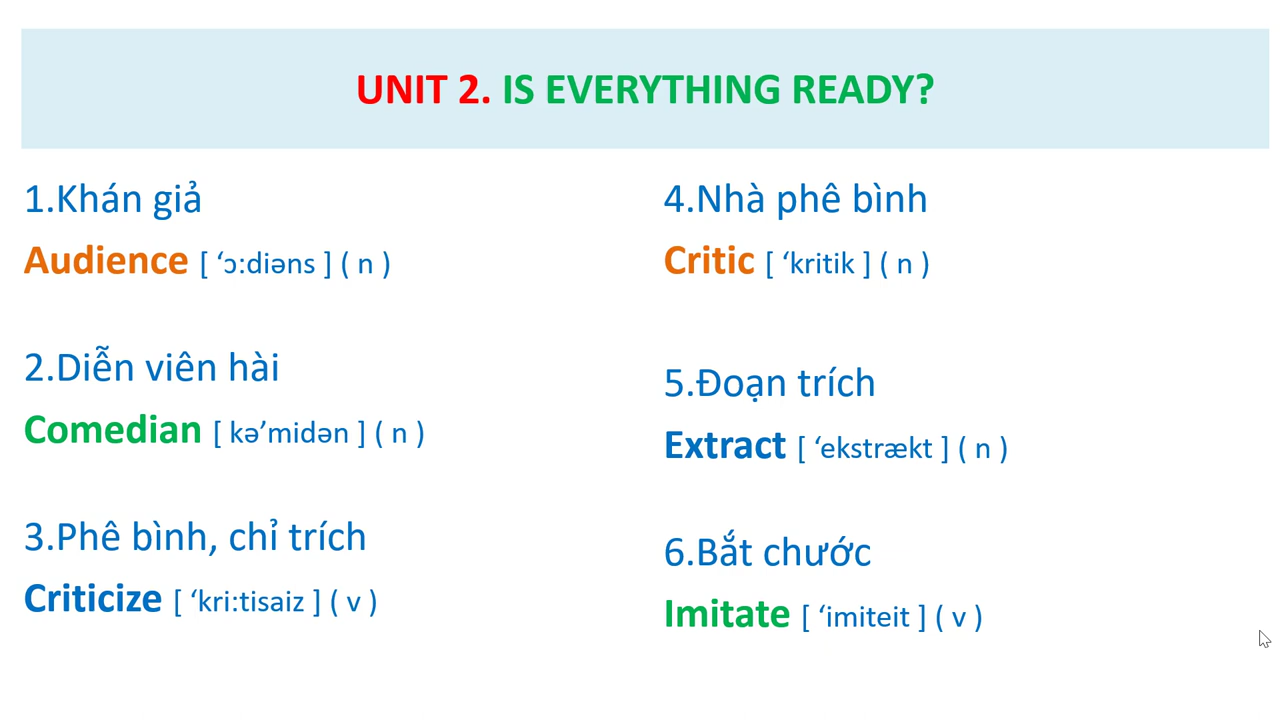 UNIT 2. IS EVERYTHING READY?
1.Khán giả
Audience [ ‘ɔ:diəns ] ( n )
2.Diễn viên hài
Comedian [ kə’midən ] ( n )
3.Phê bình, chỉ trích
Criticize [ ‘kri:tisaiz ] ( v )
4.Nhà phê bình
Critic [ ‘kritik ] ( n )
5.Đoạn trích
Extract [ ‘ekstrækt ] ( n )
6.Bắt chước
Imitate [ ‘imiteit ] ( v )